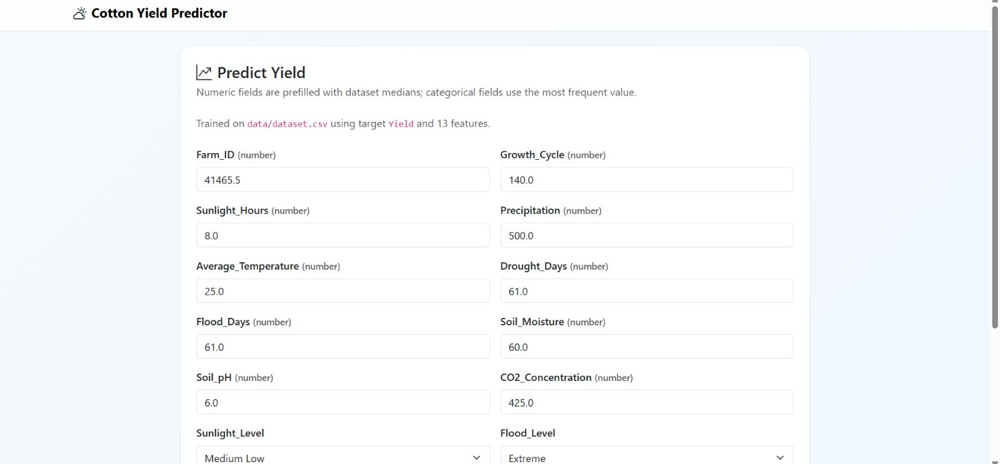 Cotton Yield Predictor
Predict Yield
Numeric fields are prefilled with dataset medians; categorical fields use the most frequent value.
Trained on data/dataset.csv using target Yield and 13 features.
Farm_ID (number)
41465.5
Growth_Cycle (number)
140.0
Sunlight_Hours (number)
8.0
Precipitation (number)
500.0
Average_Temperature (number)
25.0
Drought_Days (number)
61.0
Flood_Days (number)
61.0
Soil_Moisture (number)
60.0
Soil_pH (number)
6.0
CO2_Concentration (number)
425.0
Sunlight_Level
Medium Low
Flood_Level
Extreme